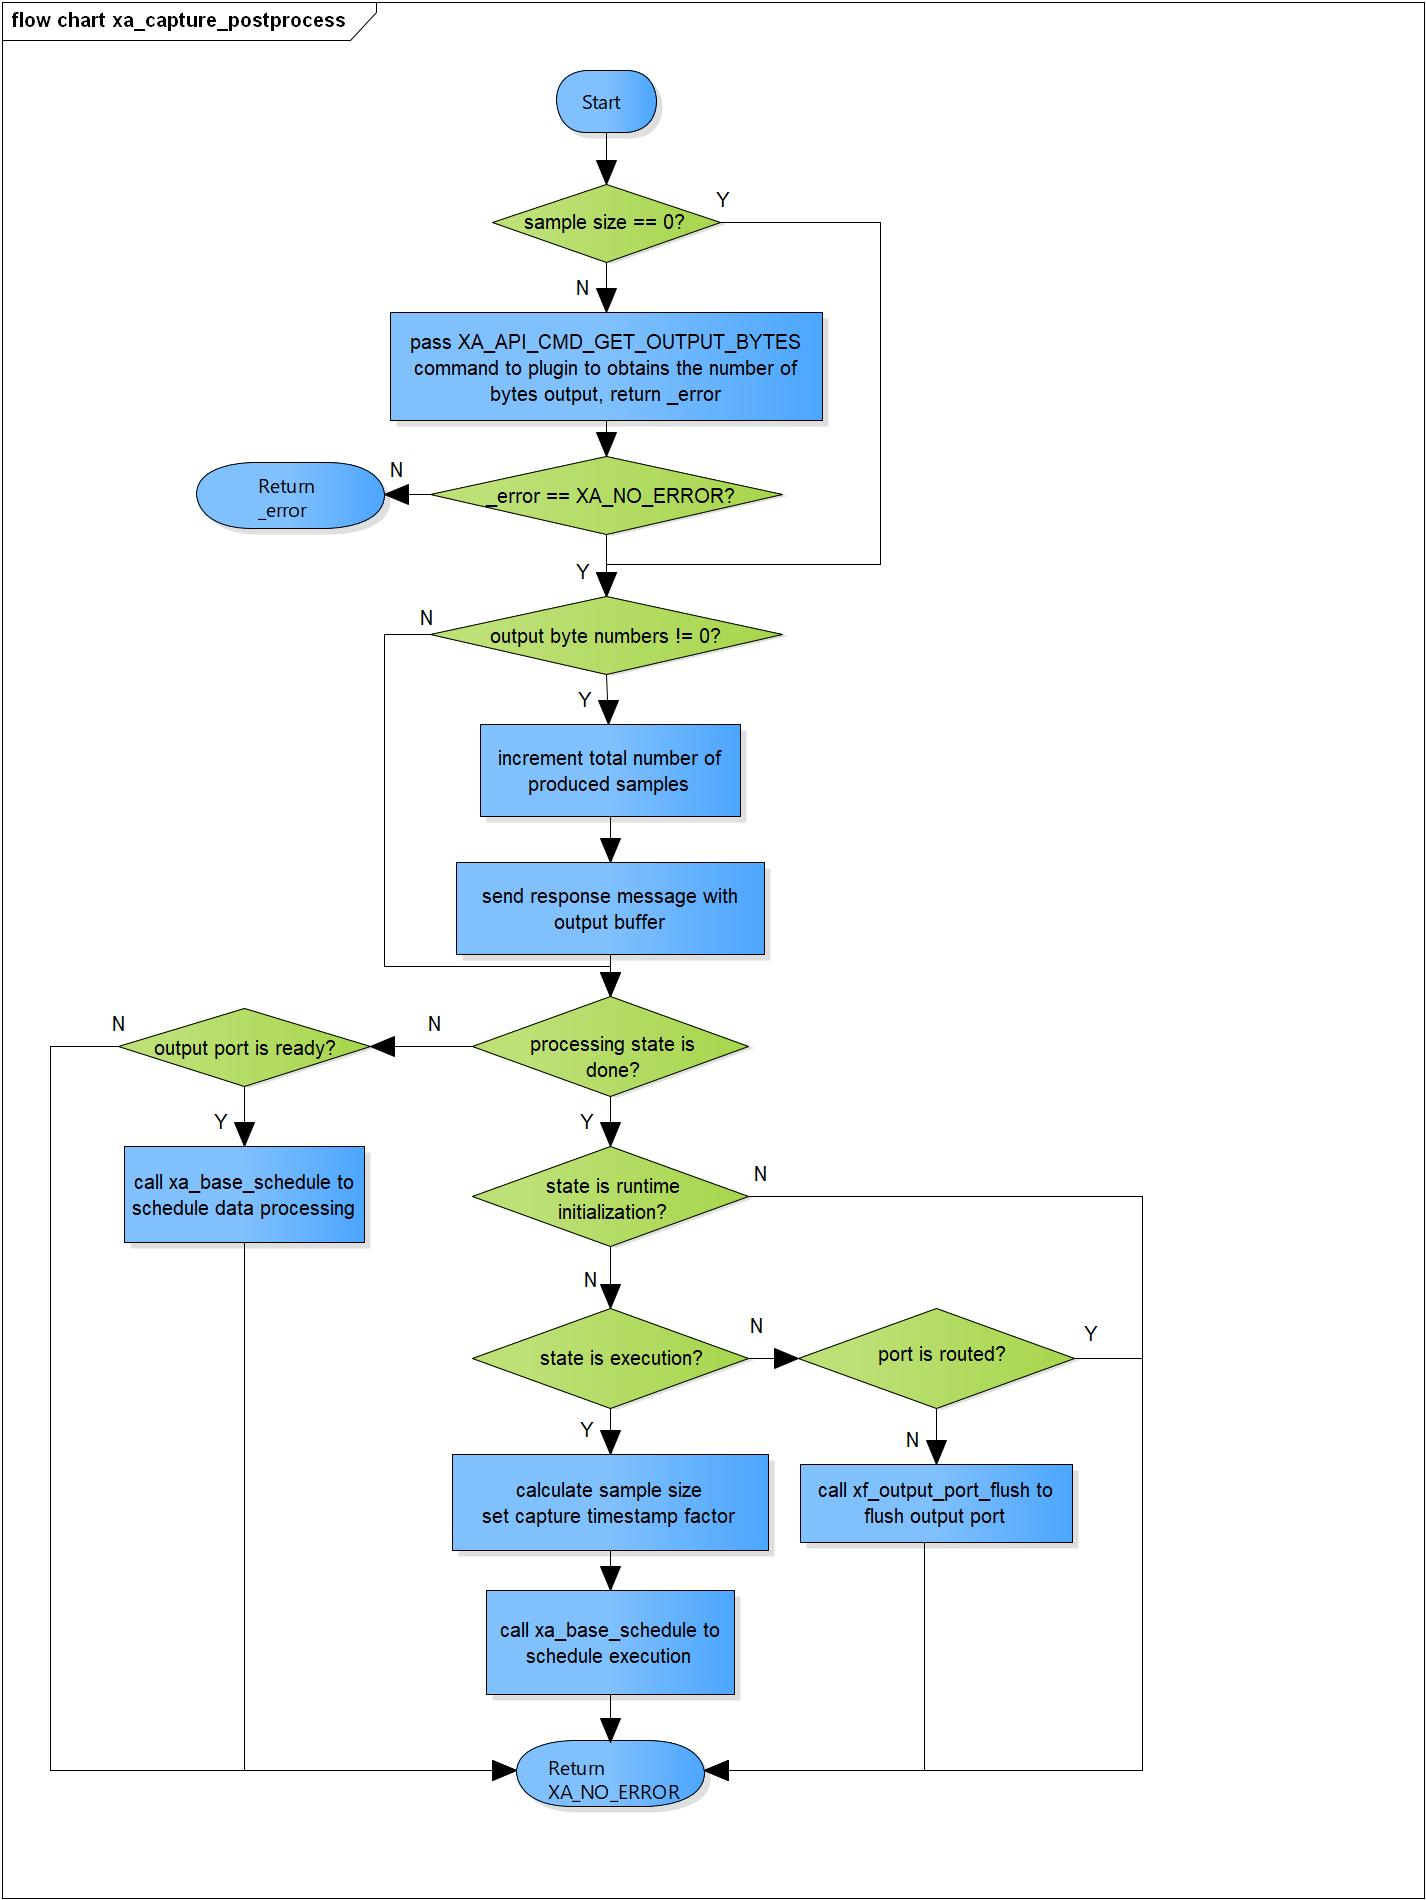 flow chart xa_capture_postprocess
Start
sample size == 0?
Y
N
pass XA_API_CMD_GET_OUTPUT_BYTES
command to plugin to obtains the number of
bytes output, return _error
N
Return
_error
_error == XA_NO_ERROR?
Y
N
output byte numbers != 0?
Y
increment total number of
produced samples
send response message with
output buffer
N
output port is ready?
N
processing state is
done?
Y
Y
call xa_base_schedule to
schedule data processing
state is runtime
initialization?
N
N
state is execution?
N
port is routed?
Y
Y
N
calculate sample size
set capture timestamp factor
call xf_output_port_flush to
flush output port
call xa_base_schedule to
schedule execution
Return
XA_NO_ERROR